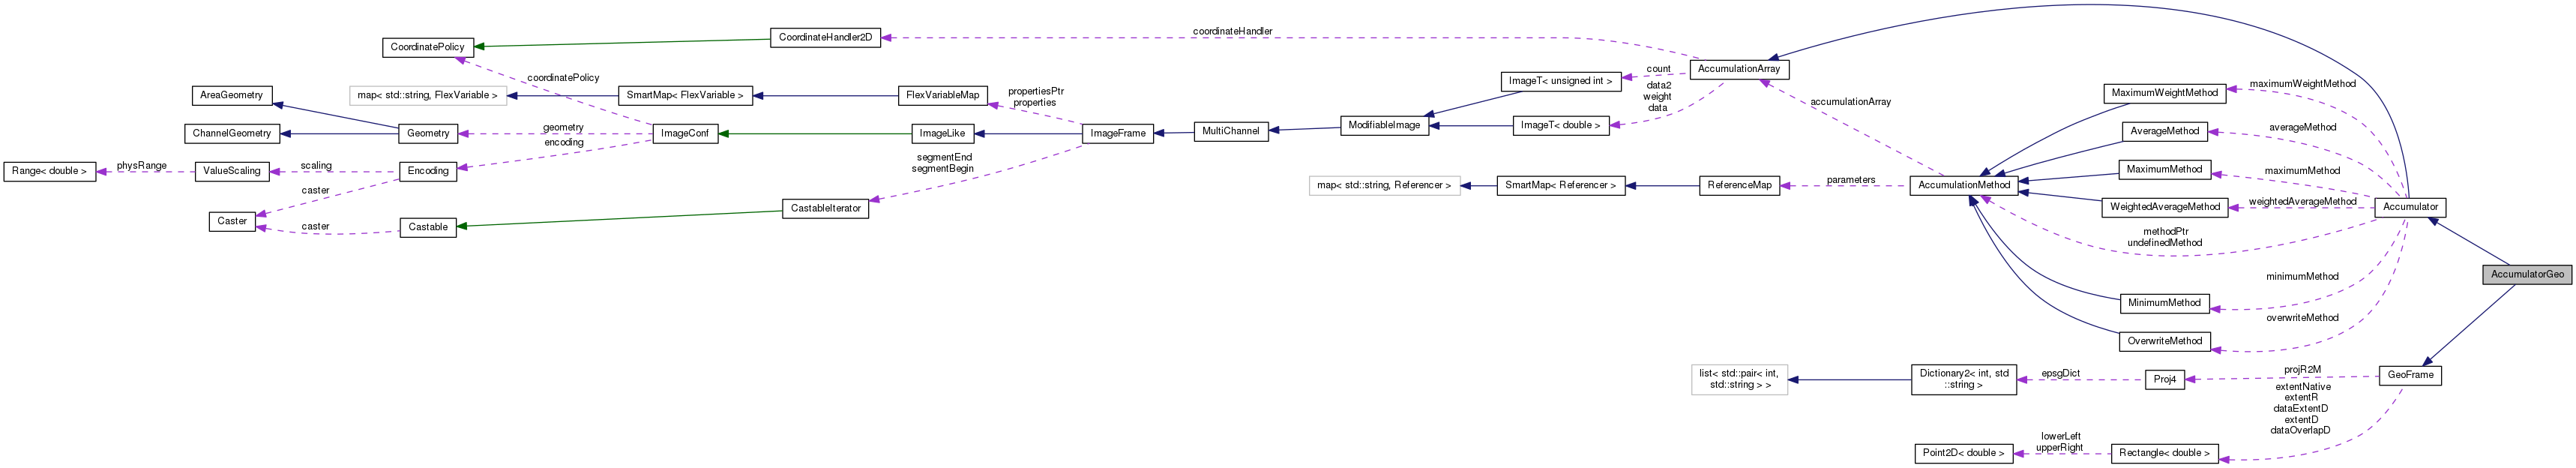 coordinateHandler
CoordinateHandler2D
CoordinatePolicy
AccumulationArray
count
coordinatePolicy
ImageT< unsigned int >
maximumWeightMethod
data2
weight
data
propertiesPtr
properties
AreaGeometry
map< std::string, FlexVariable >
SmartMap< FlexVariable >
FlexVariableMap
MaximumWeightMethod
accumulationArray
ImageT< double >
ModifiableImage
geometry
averageMethod
ChannelGeometry
Geometry
ImageConf
ImageLike
ImageFrame
MultiChannel
AverageMethod
encoding
segmentEnd
segmentBegin
physRange
scaling
Range< double >
ValueScaling
Encoding
MaximumMethod
maximumMethod
parameters
map< std::string, Referencer >
SmartMap< Referencer >
ReferenceMap
AccumulationMethod
caster
weightedAverageMethod
WeightedAverageMethod
Accumulator
CastableIterator
Caster
caster
Castable
methodPtr
undefinedMethod
AccumulatorGeo
minimumMethod
MinimumMethod
overwriteMethod
OverwriteMethod
projR2M
list< std::pair< int,
std::string > >
Dictionary2< int, std
::string >
epsgDict
Proj4
GeoFrame
extentNative
extentR
dataExtentD
extentD
dataOverlapD
lowerLeft
upperRight
Point2D< double >
Rectangle< double >